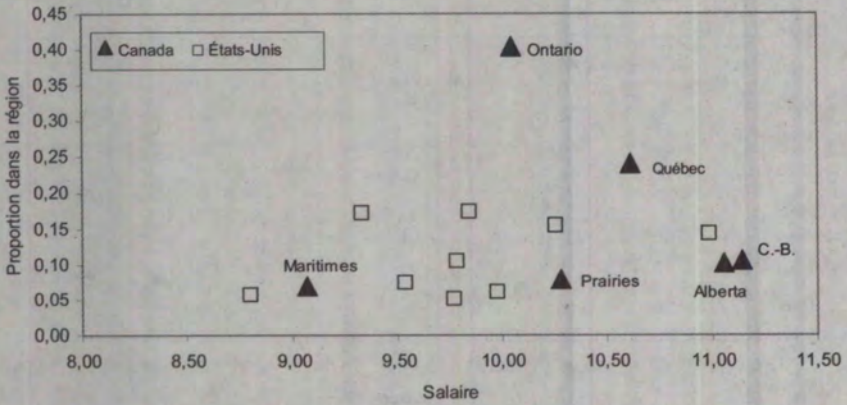 Proportion dans la région
0,45
0,40
0,35
0,30
0,25
0,20
0,15
0,10
0,05
0,00
Canada États-Unis
Ontario
Québec
Maritimes
Prairies
C.-B.
Alberta
8,00 8,50 9,00 9,50 10,00 10,50 11,00 11,50
Salaire